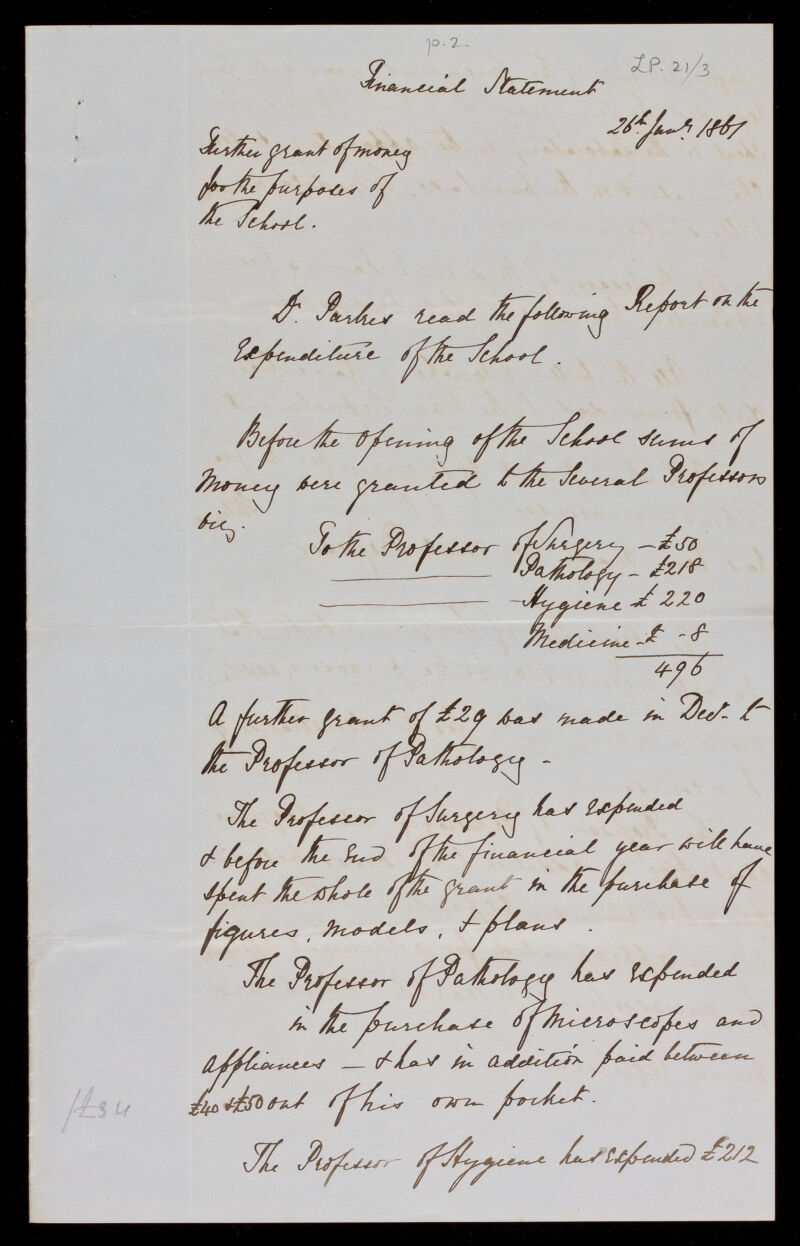 p. 2.
LP. 21/3
Financial Statement
26th Jany 1861
Further grant of money
for the purposes of
the School.
Dr. Parkes read the following Report on the
Expenditure of the School.
Before the opening of the School sums of
money were granted to the Several Professors
viz.
To the Professor of Surgery — £50
Pathology — £218
Hygiene £ 220
Medicine - £ - 8
496
A further grant of £29 was made in Decr. to
the Professor of Pathology —
The Professor of Surgery has expended
& before the end of the financial year will have
spent the whole of the grant in the purchase of
figures, models, & plans.
The Professor of Pathology has expended
in the purchase of Microscopes and
appliances — & has in addition paid between
£40 & £50 out of his own pocket.
The Professor of Hygiene has expended £212